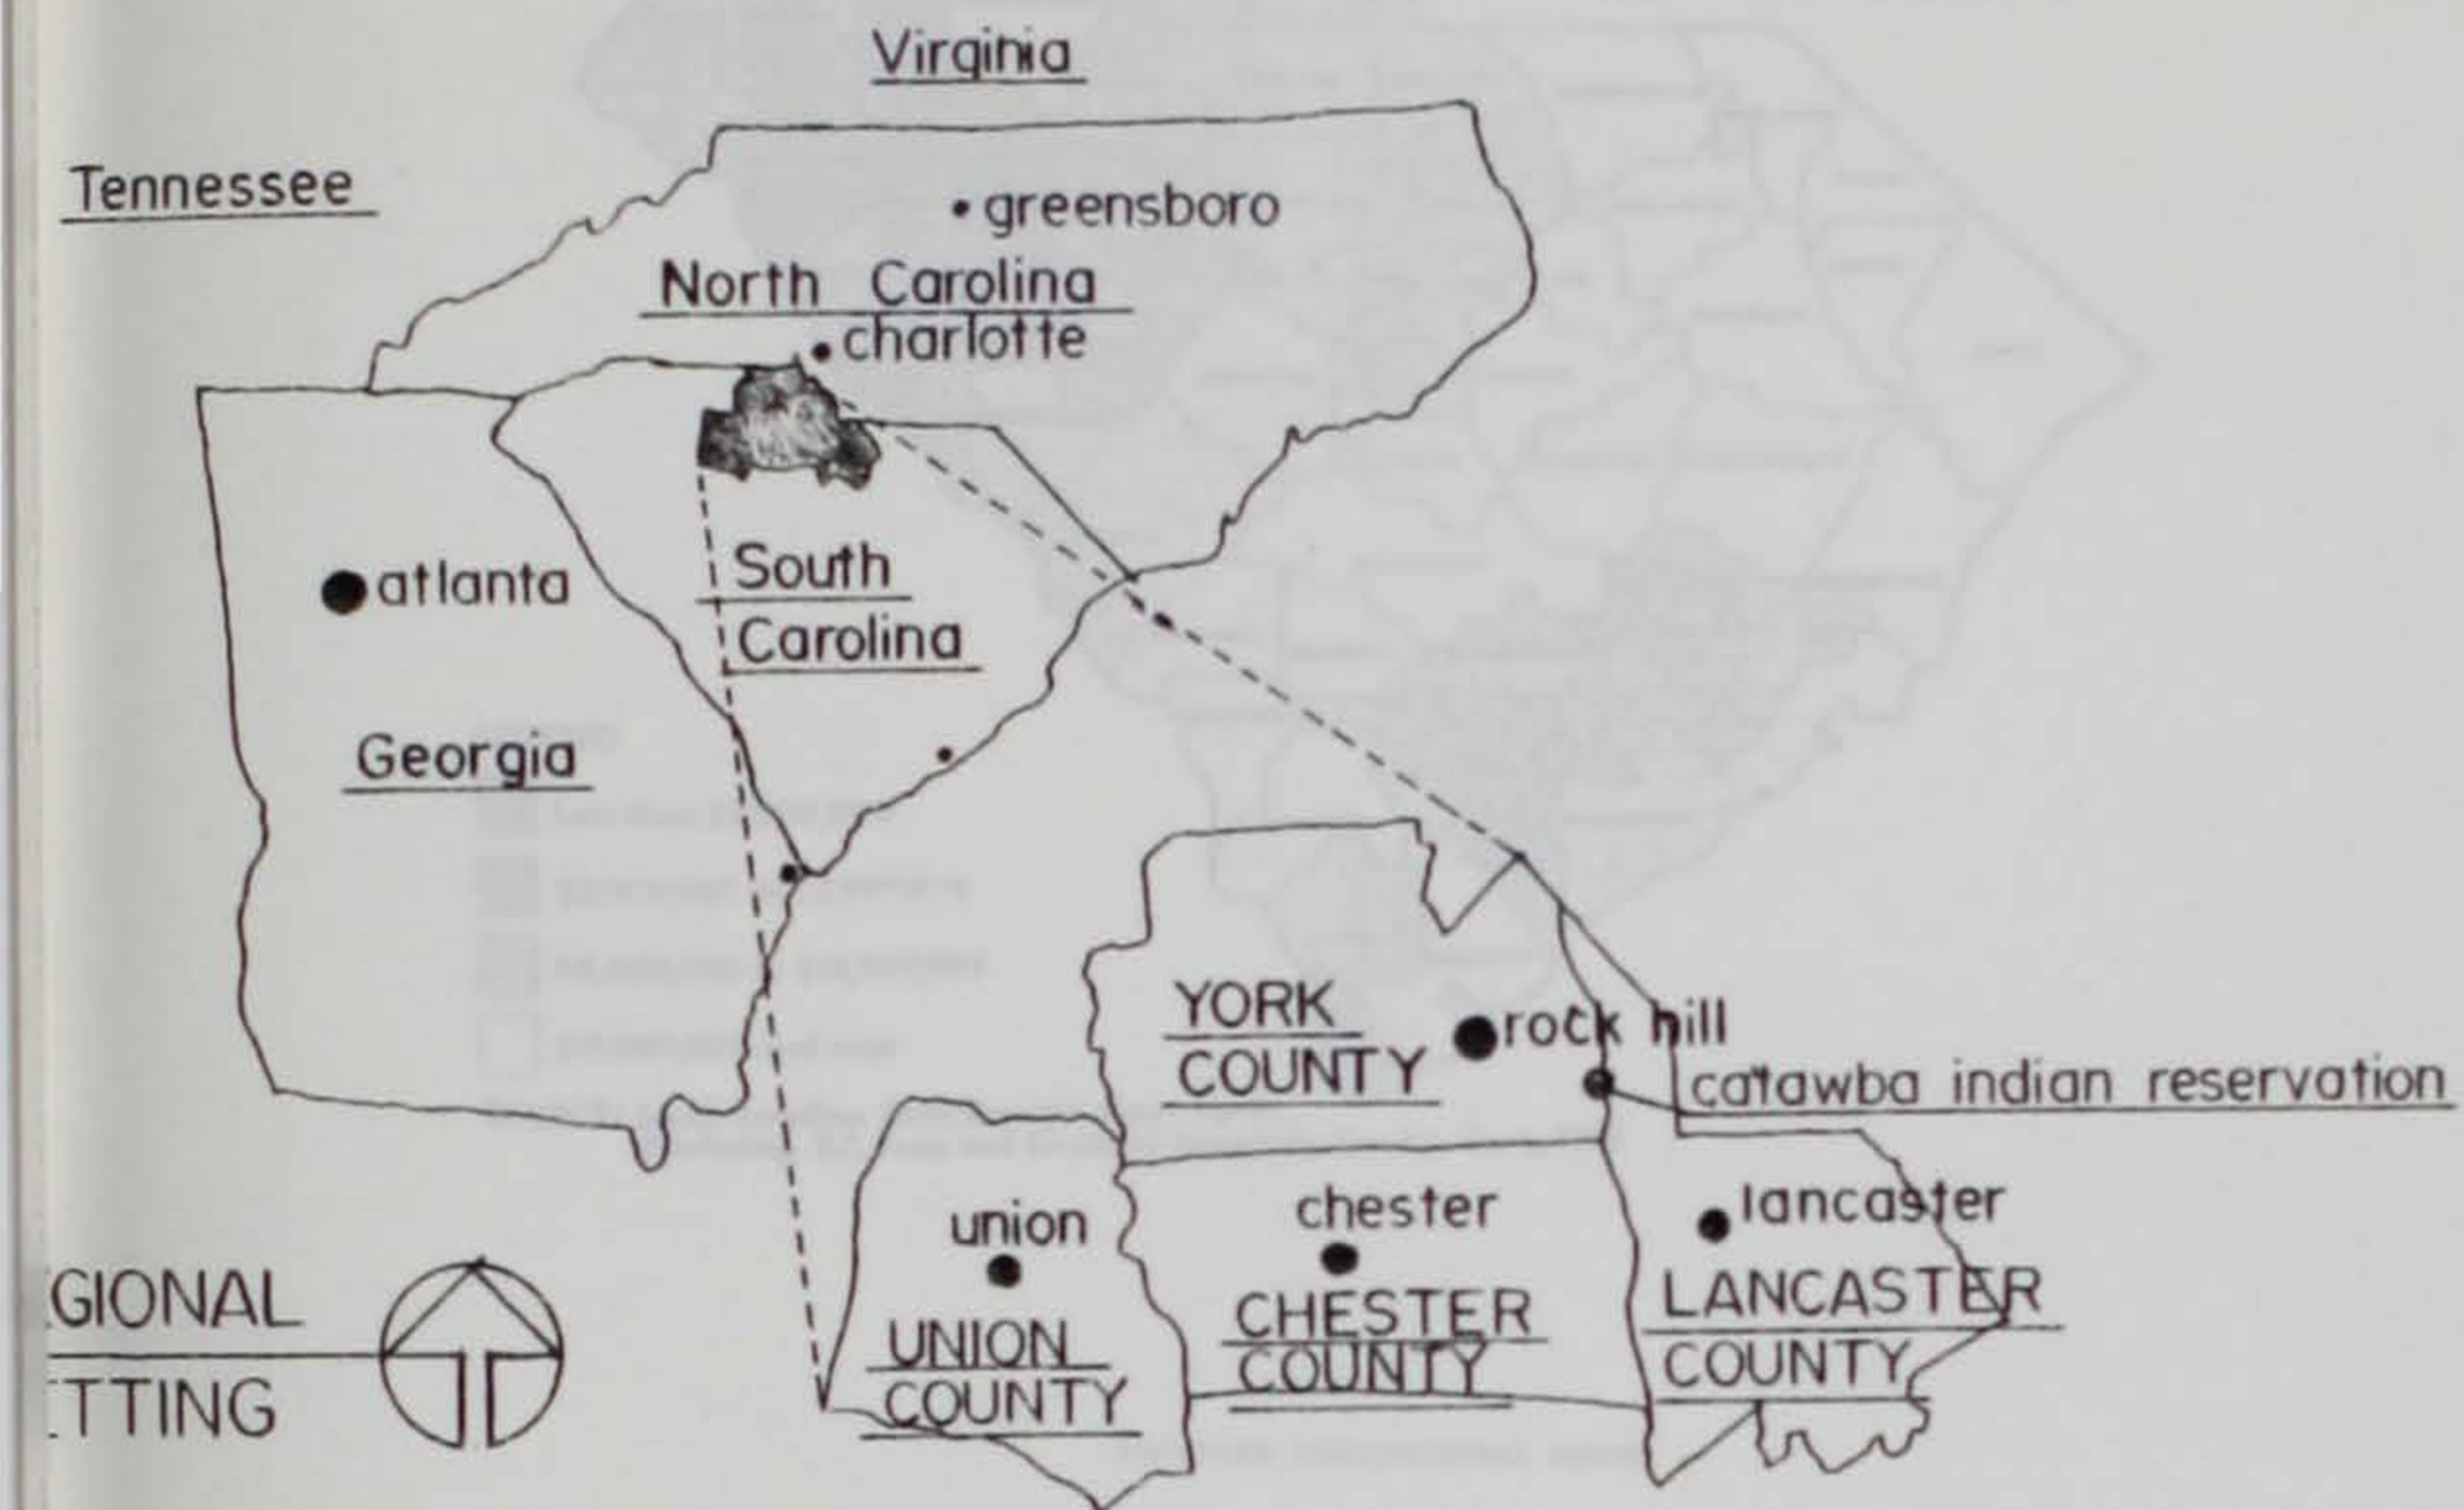 Virginia
Tennessee
greensboro
North Carolina
charlotte
atlanta
South
Carolina
Georgia
YORK
COUNTY
rock hill
catawba indian reservation
union
UNION
COUNTY
chester
CHESTER
COUNTY
lancaster
LANCASTER
COUNTY
GIONAL
TTING